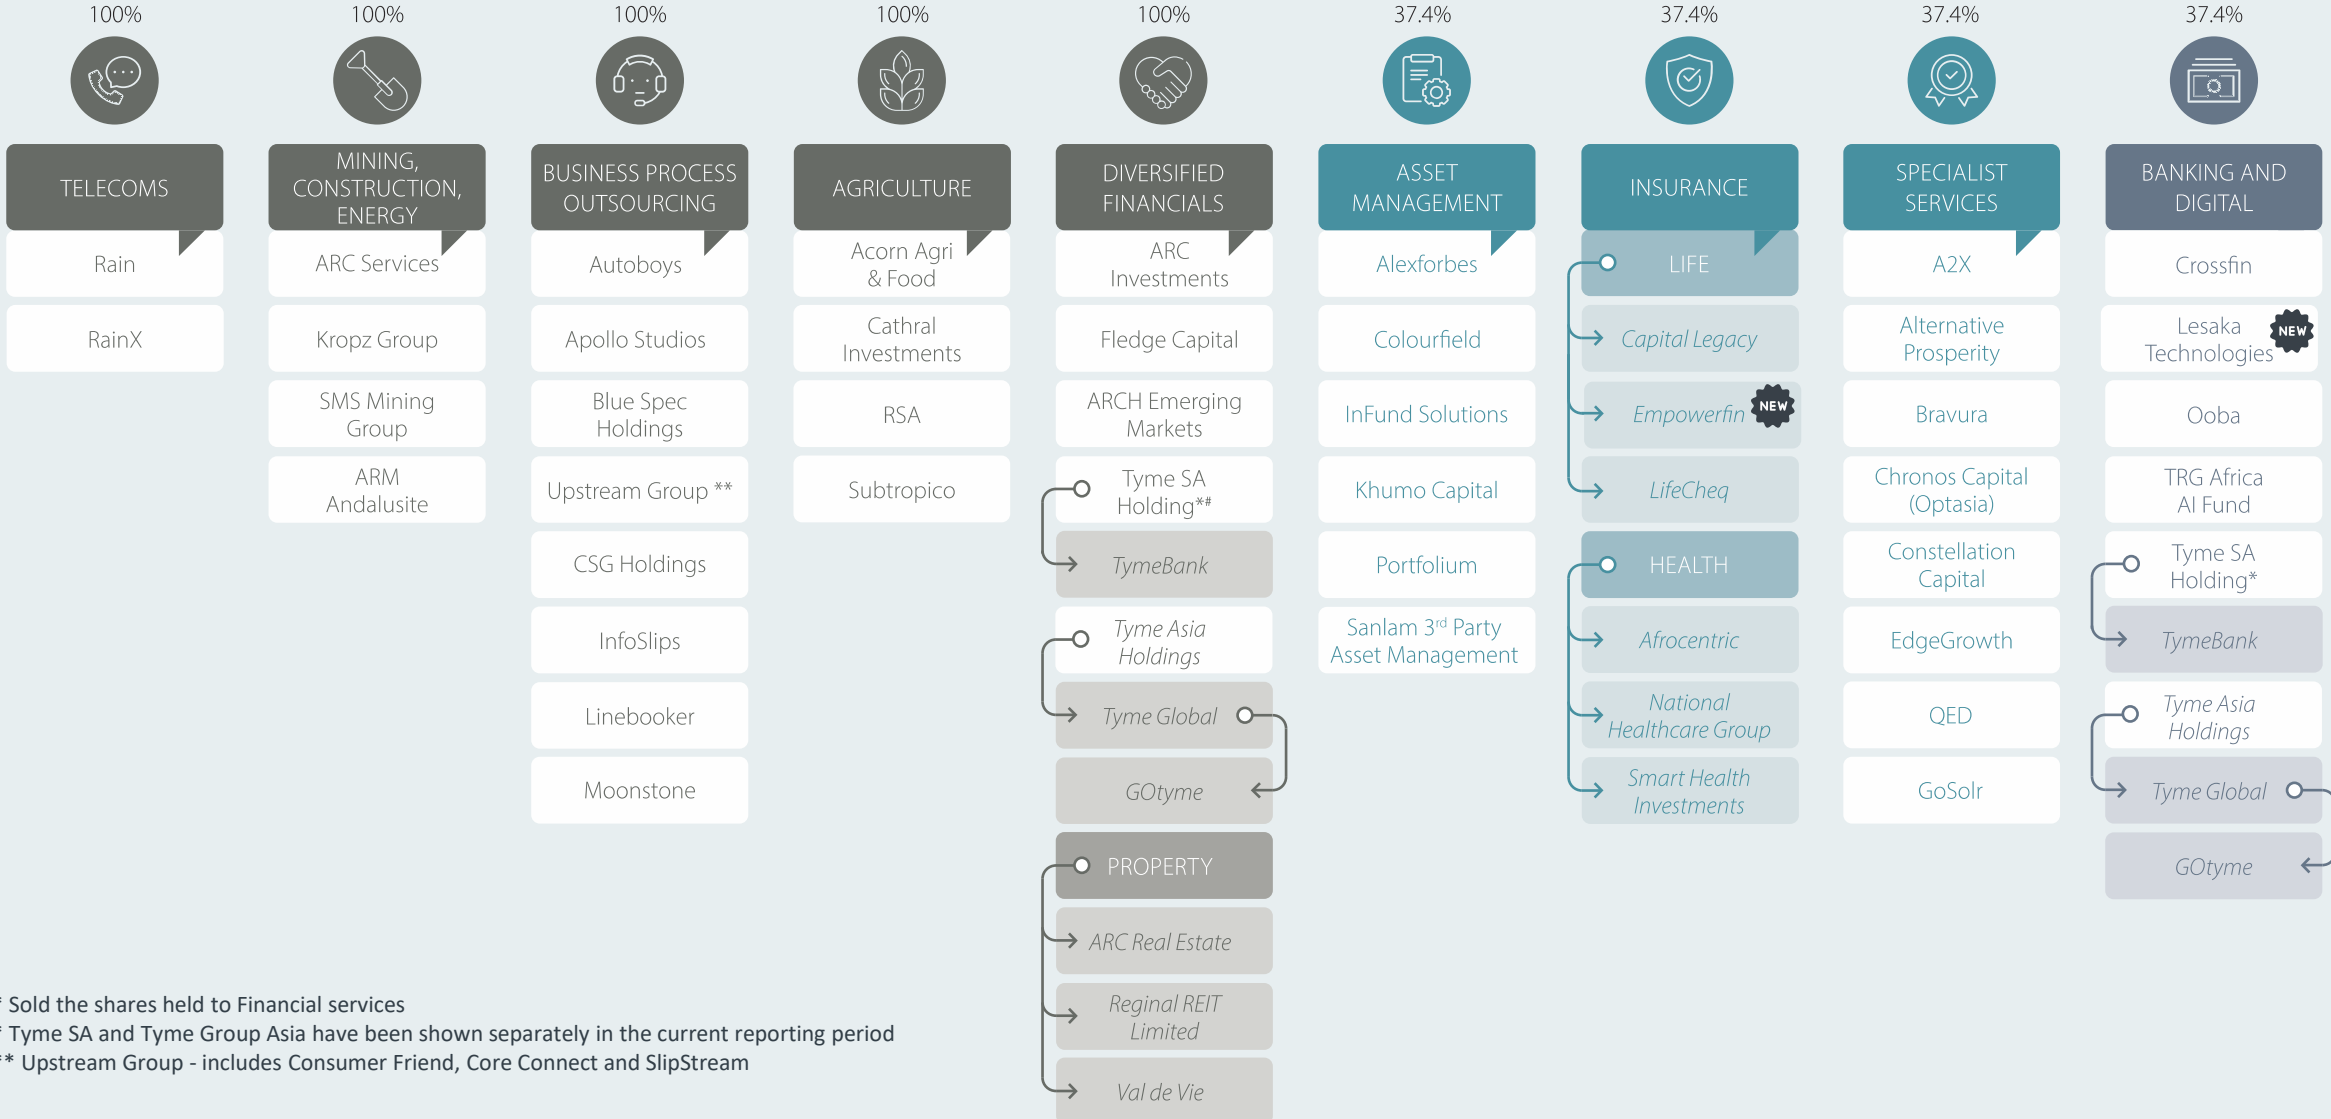 100%
100%
100%
100%
100%
37.4%
37.4%
37.4%
37.4%
TELECOMS
Rain
RainX
MINING,
CONSTRUCTION,
ENERGY
ARC Services
Kropz Group
SMS Mining
Group
ARM
Andalusite
BUSINESS PROCESS
OUTSOURCING
Autoboys
Apollo Studios
Blue Spec
Holdings
Upstream Group **
CSG Holdings
InfoSlips
Linebooker
Moonstone
AGRICULTURE
Acorn Agri
& Food
Cathral
Investments
RSA
Subtropico
DIVERSIFIED
FINANCIALS
ARC
Investments
Fledge Capital
ARCH Emerging
Markets
Tyme SA
Holding*#
TymeBank
Tyme Asia
Holdings
Tyme Global
GOtyme
PROPERTY
ARC Real Estate
Reginal REIT
Limited
Val de Vie
ASSET
MANAGEMENT
Alexforbes
Colourfield
InFund Solutions
Khumo Capital
Portfolium
Sanlam 3rd Party
Asset Management
INSURANCE
LIFE
Capital Legacy
Empowerfin NEW
LifeCheq
HEALTH
Afrocentric
National
Healthcare Group
Smart Health
Investments
SPECIALIST
SERVICES
A2X
Alternative
Prosperity
Bravura
Chronos Capital
(Optasia)
Constellation
Capital
EdgeGrowth
QED
GoSolr
BANKING AND
DIGITAL
Crossfin
Lesaka
Technologies NEW
Ooba
TRG Africa
AI Fund
Tyme SA
Holding*
TymeBank
Tyme Asia
Holdings
Tyme Global
GOtyme
Sold the shares held to Financial services
* Tyme SA and Tyme Group Asia have been shown separately in the current reporting period
** Upstream Group - includes Consumer Friend, Core Connect and SlipStream